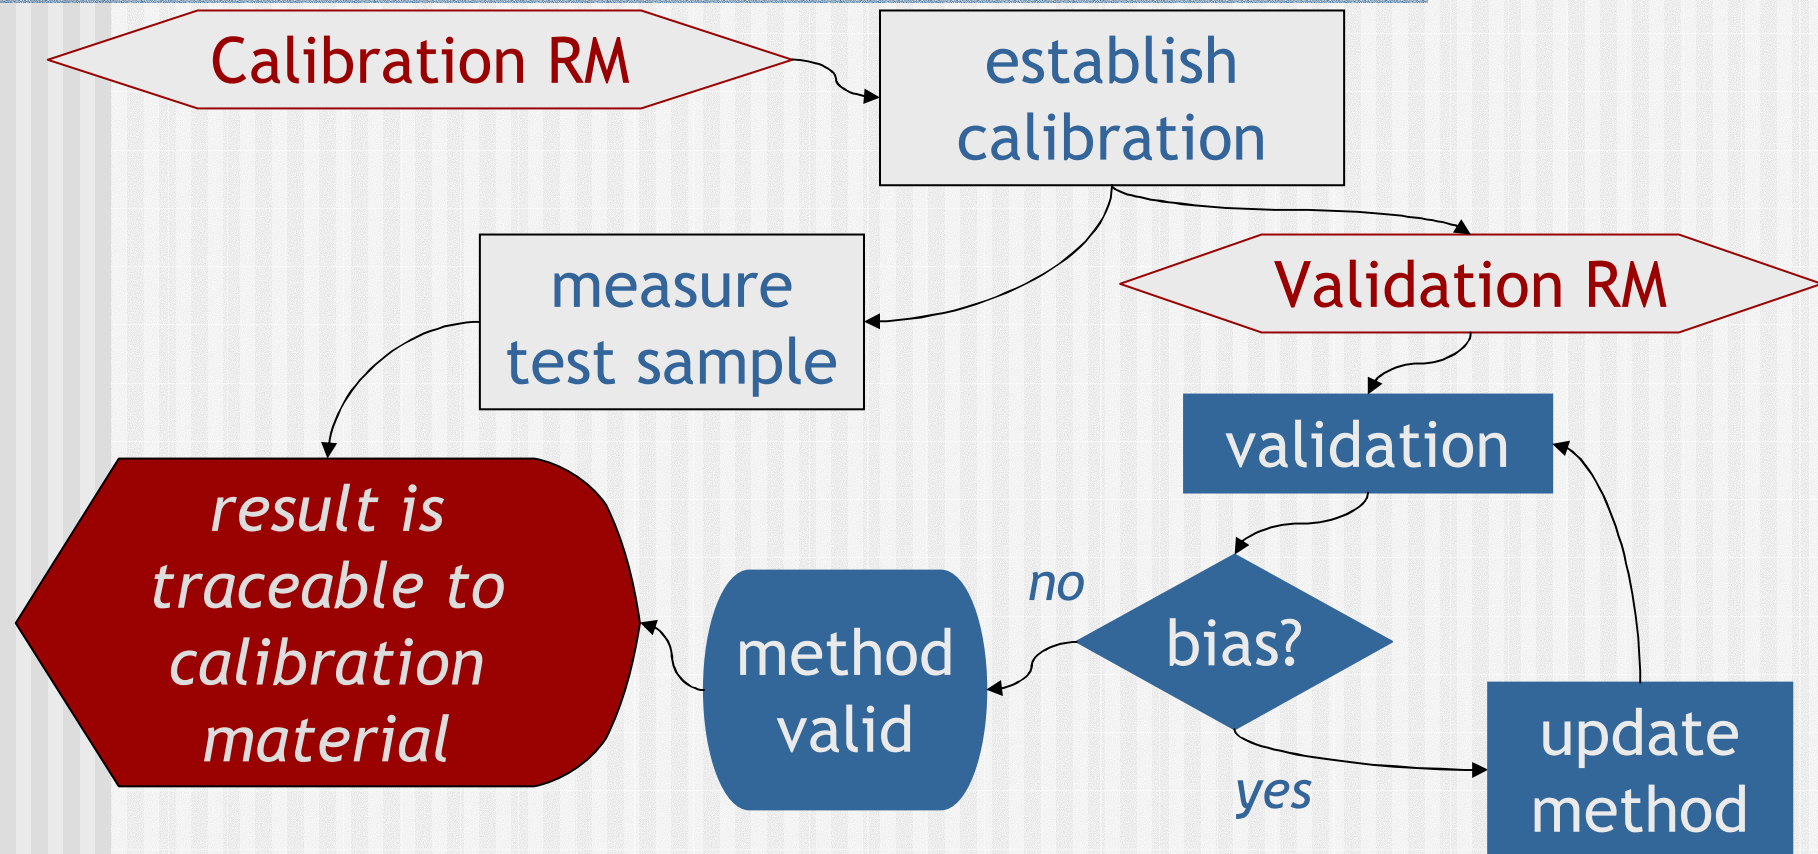 Calibration RM
establish
calibration
measure
test sample
Validation RM
validation
result is
traceable to
calibration
material
no
method
valid
bias?
yes
update
method